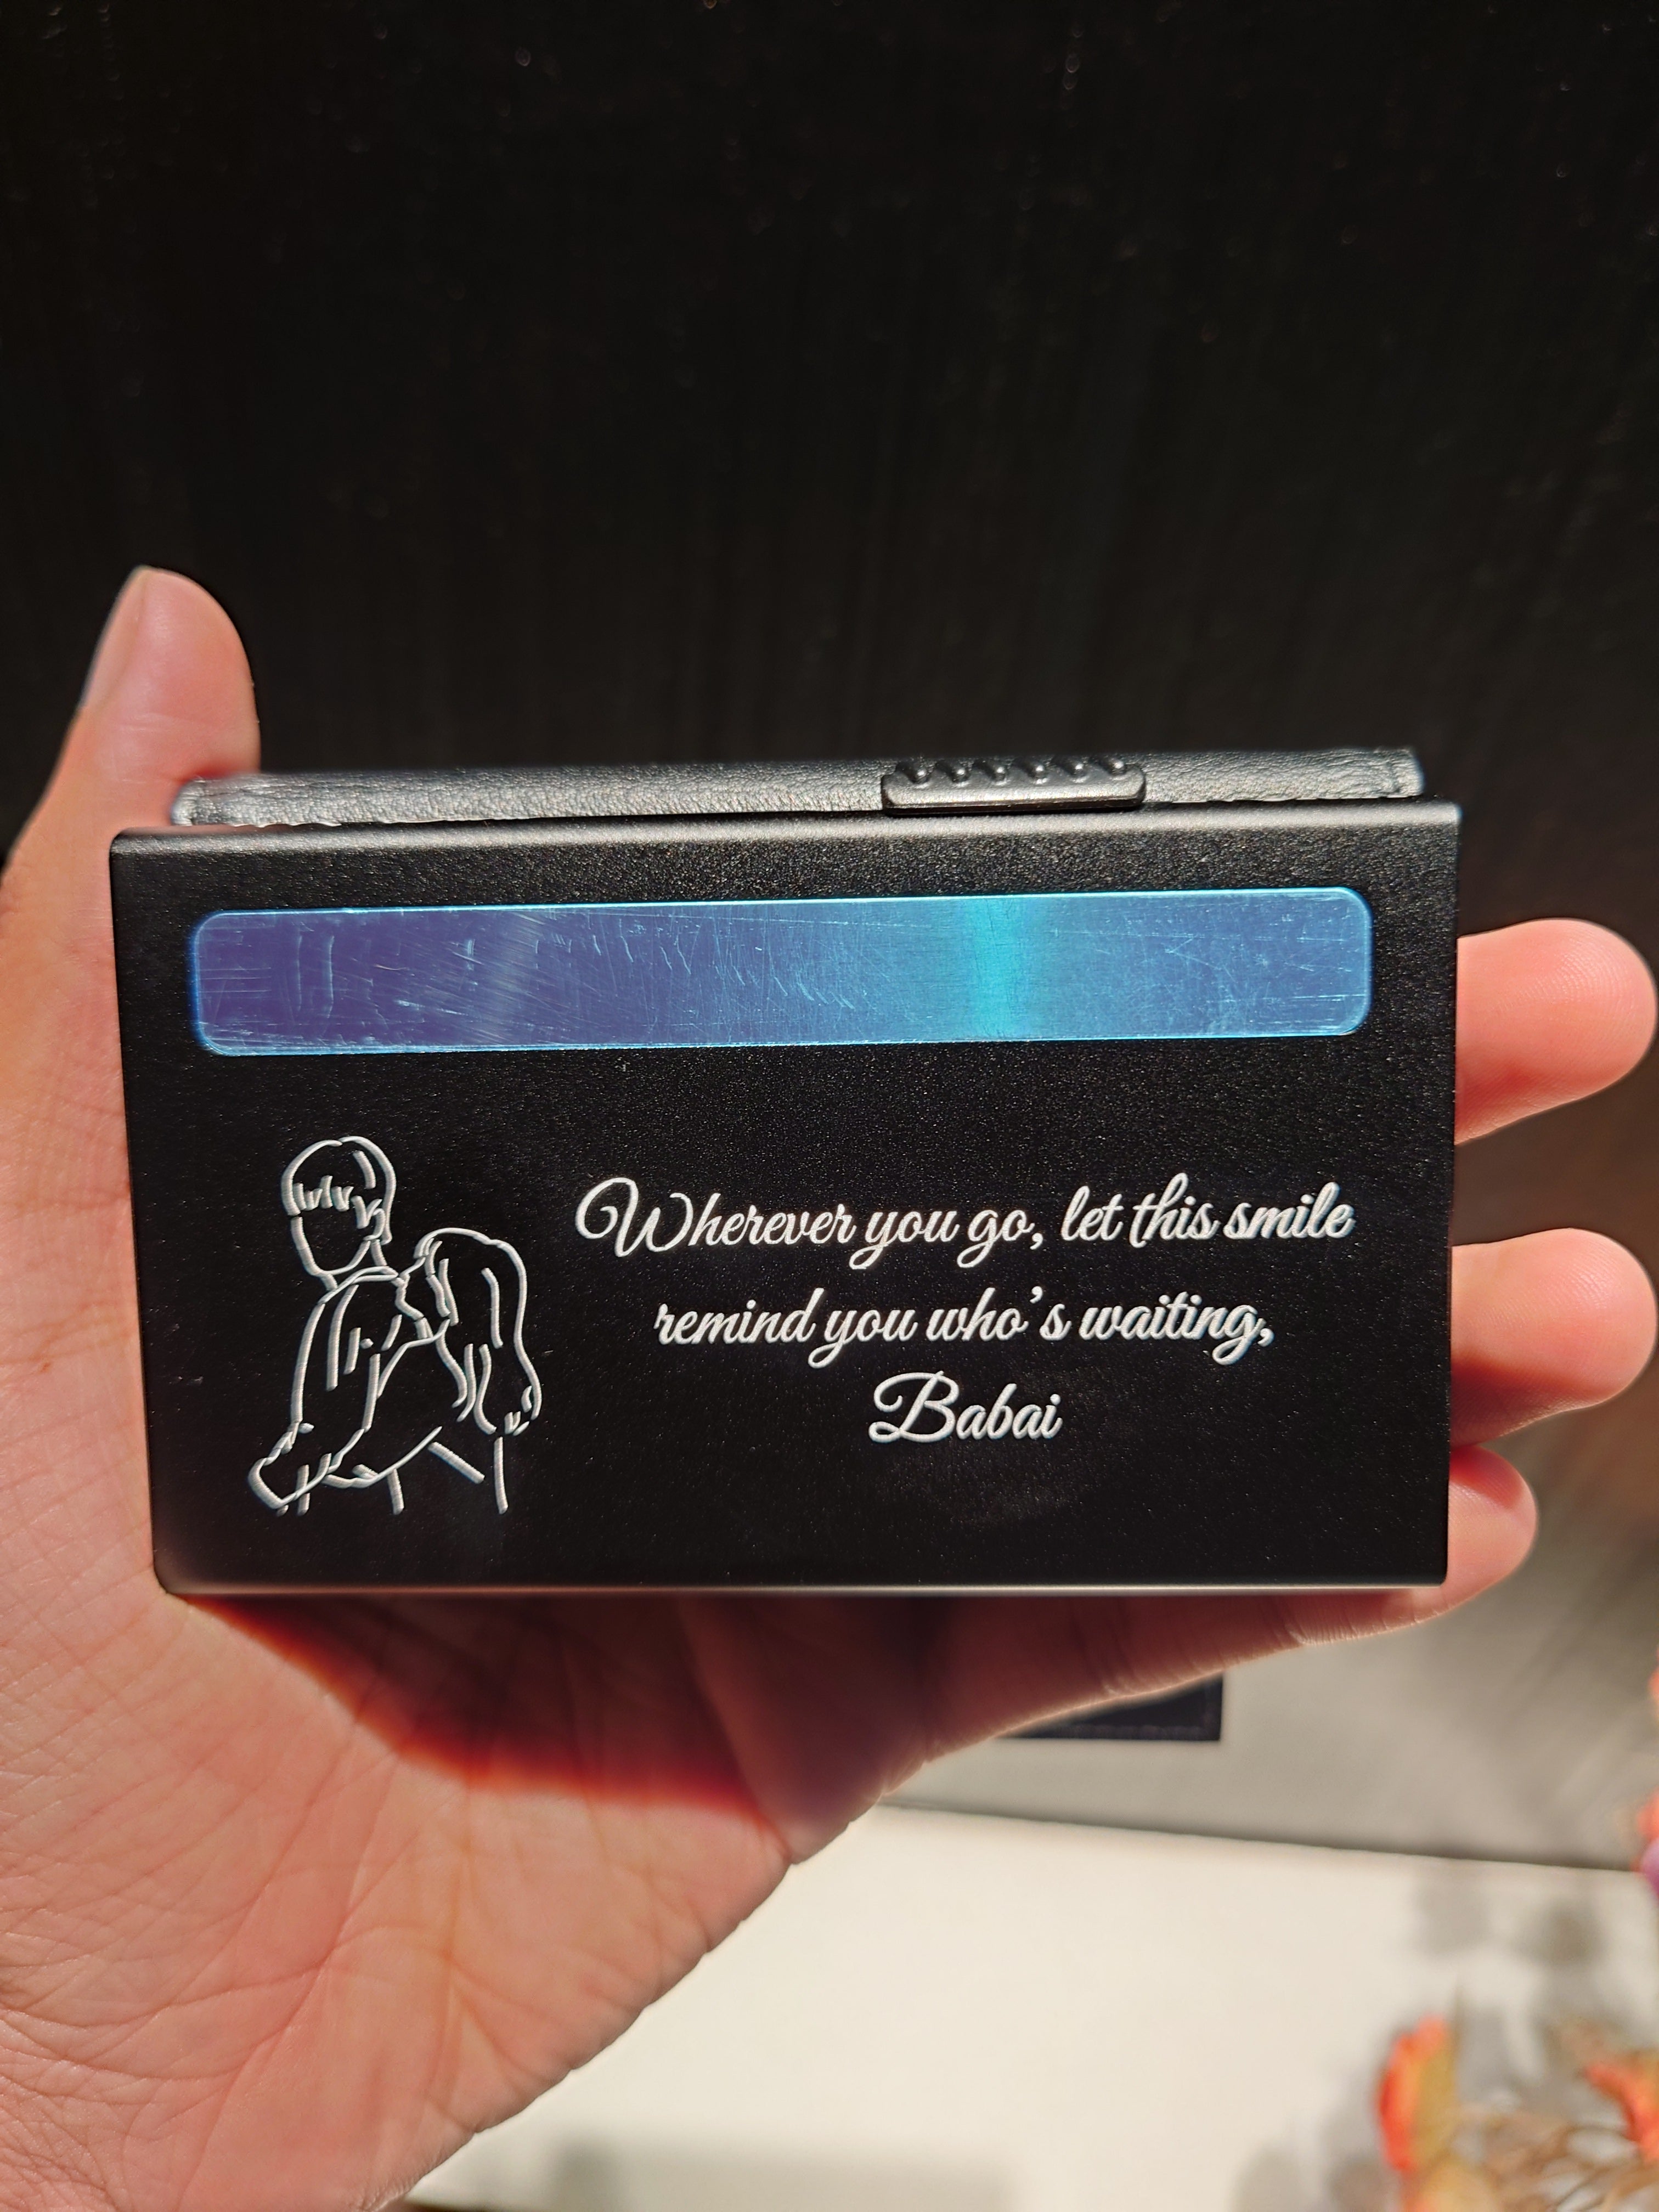 Wherever you go, let this smile
remind you who's waiting,
Babai